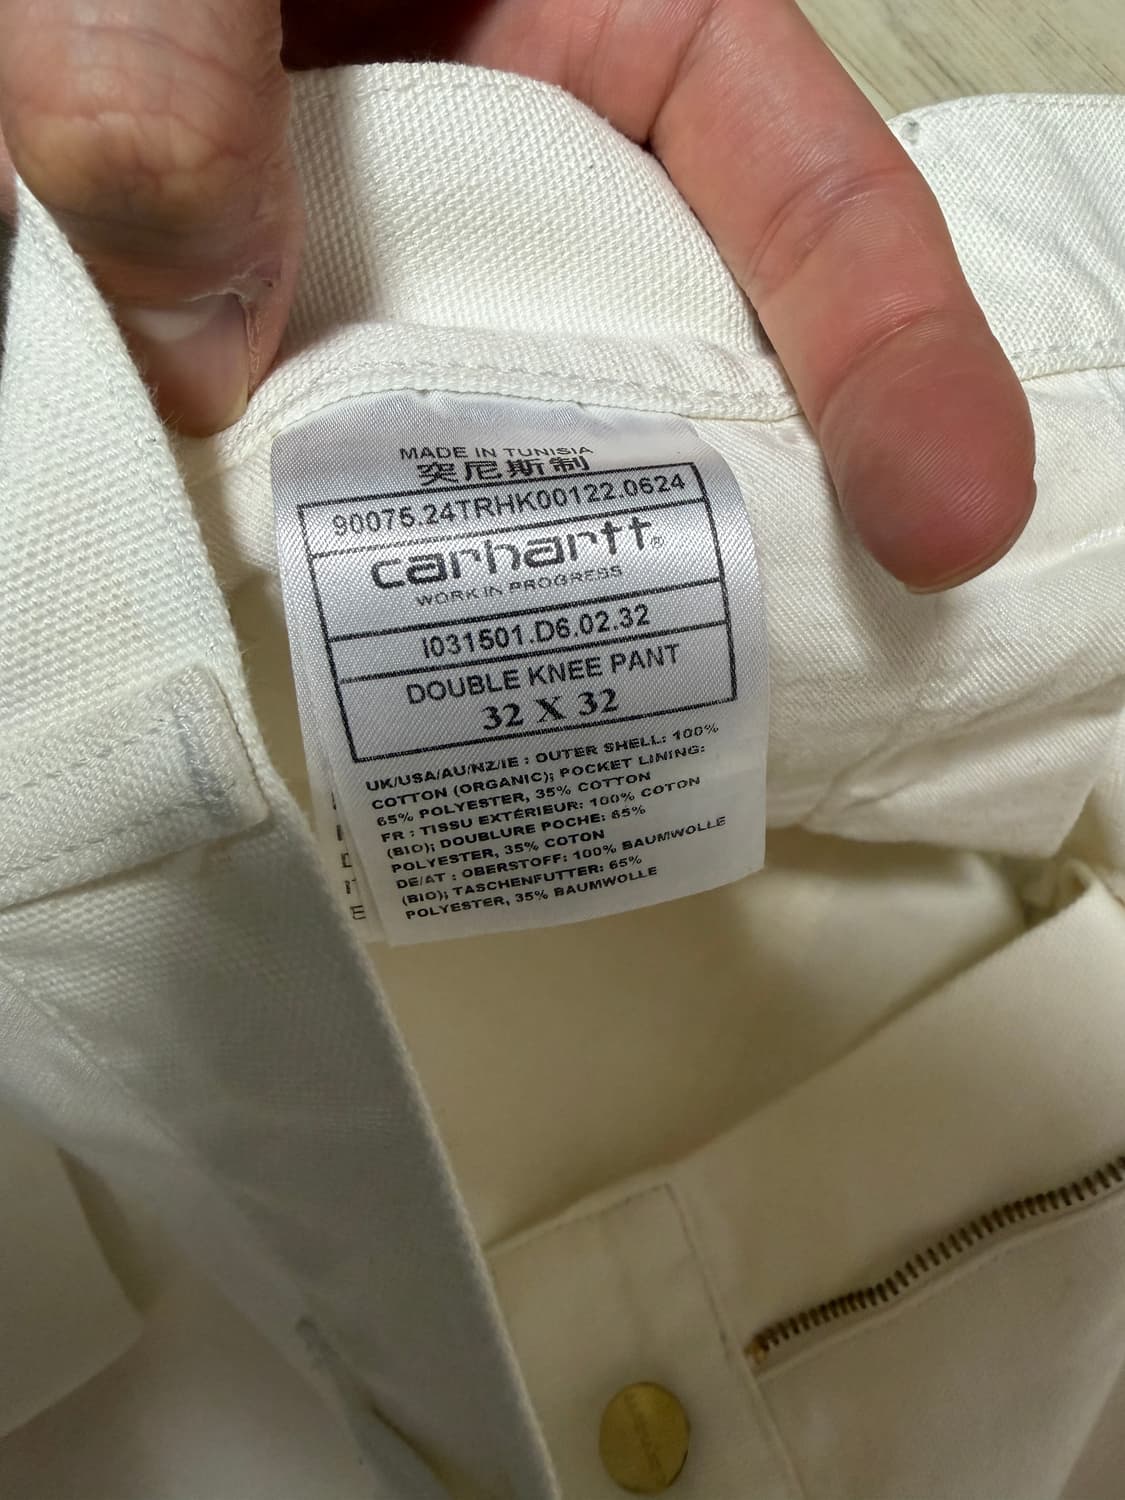 MADE IN TUNISIA
突尼斯制
90075.24TRHK00122.0624
carhartt®
WORK IN PROGRESS
I031501.D6.02.32
DOUBLE KNEE PANT
32 X 32
UK/USA/AU/NZ/IE : OUTER SHELL: 100%
COTTON (ORGANIC); POCKET LINING:
65% POLYESTER, 35% COTTON
FR : TISSU EXTÉRIEUR: 100% COTON
(BIO); DOUBLURE POCHE: 65%
POLYESTER, 35% COTON
DE/AT : OBERSTOFF: 100% BAUMWOLLE
(BIO); TASCHENFUTTER: 65%
POLYESTER, 35% BAUMWOLLE